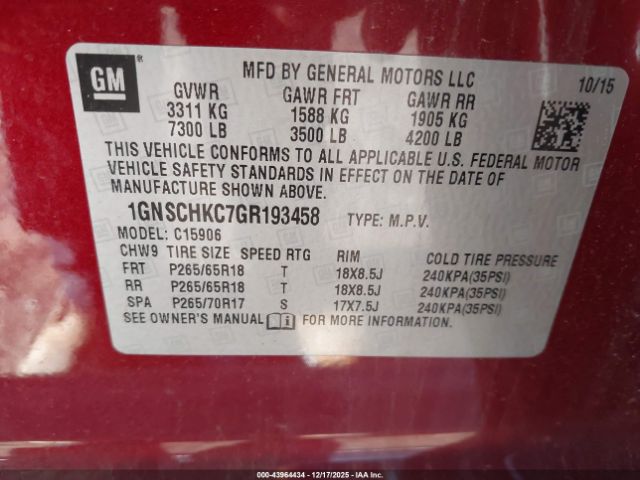 GM
MFD BY GENERAL MOTORS LLC 10/15
GVWR GAWR FRT GAWR RR
3311 KG 1588 KG 1905 KG
7300 LB 3500 LB 4200 LB
THIS VEHICLE CONFORMS TO ALL APPLICABLE U.S. FEDERAL MOTOR
VEHICLE SAFETY STANDARDS IN EFFECT ON THE DATE OF
MANUFACTURE SHOWN ABOVE.
1GNSCHKC7GR193458 TYPE: M.P.V.
MODEL: C15906
CHW9 TIRE SIZE SPEED RTG RIM COLD TIRE PRESSURE
FRT P265/65R18 T 18X8.5J 240KPA(35PSI)
RR P265/65R18 T 18X8.5J 240KPA(35PSI)
SPA P265/70R17 S 17X7.5J 240KPA(35PSI)
SEE OWNER'S MANUAL FOR MORE INFORMATION.
00-43964434 | 12/17/2025 | IAA Inc.